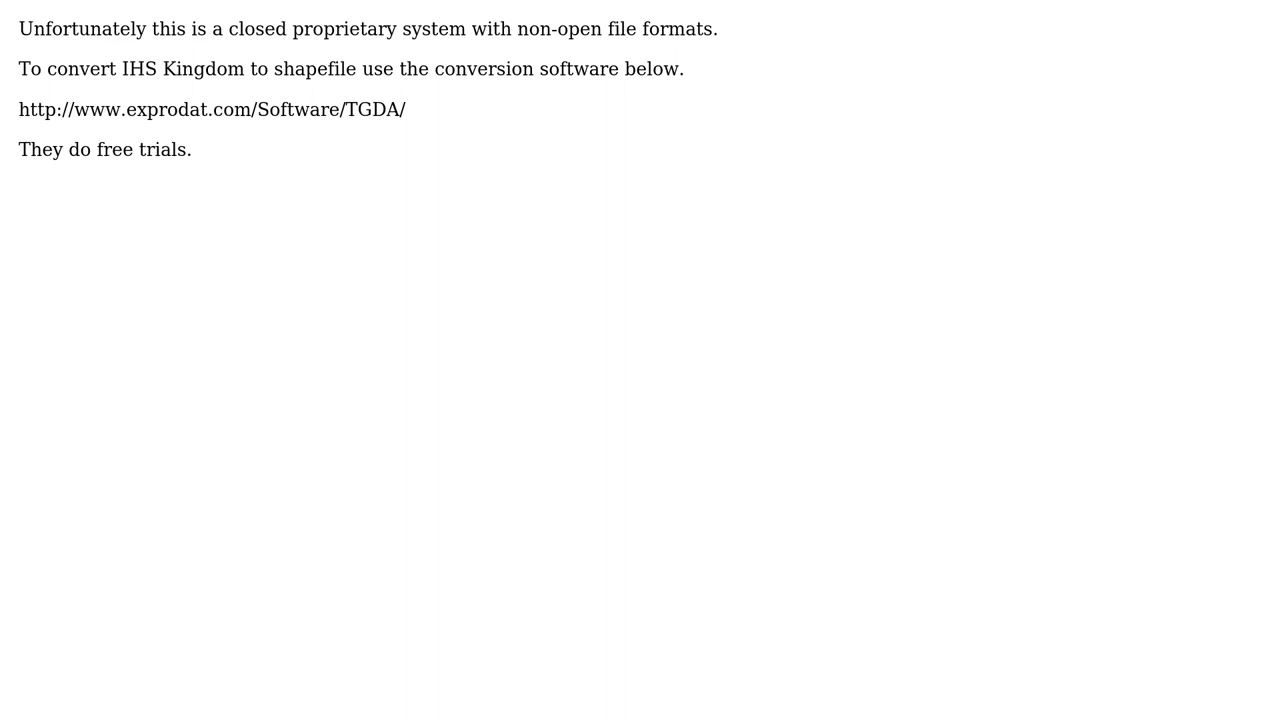 Unfortunately this is a closed proprietary system with non-open file formats.
To convert IHS Kingdom to shapefile use the conversion software below.
http://www.exprodat.com/Software/TGDA/
They do free trials.